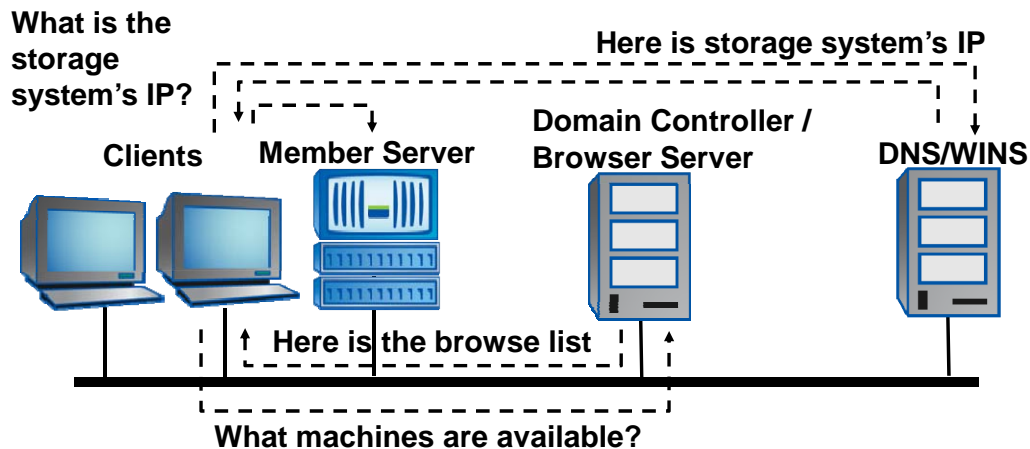 What is the
storage
system’s IP?
Here is storage system’s IP
Clients
Member Server
Domain Controller /
Browser Server
DNS/WINS
Here is the browse list
What machines are available?